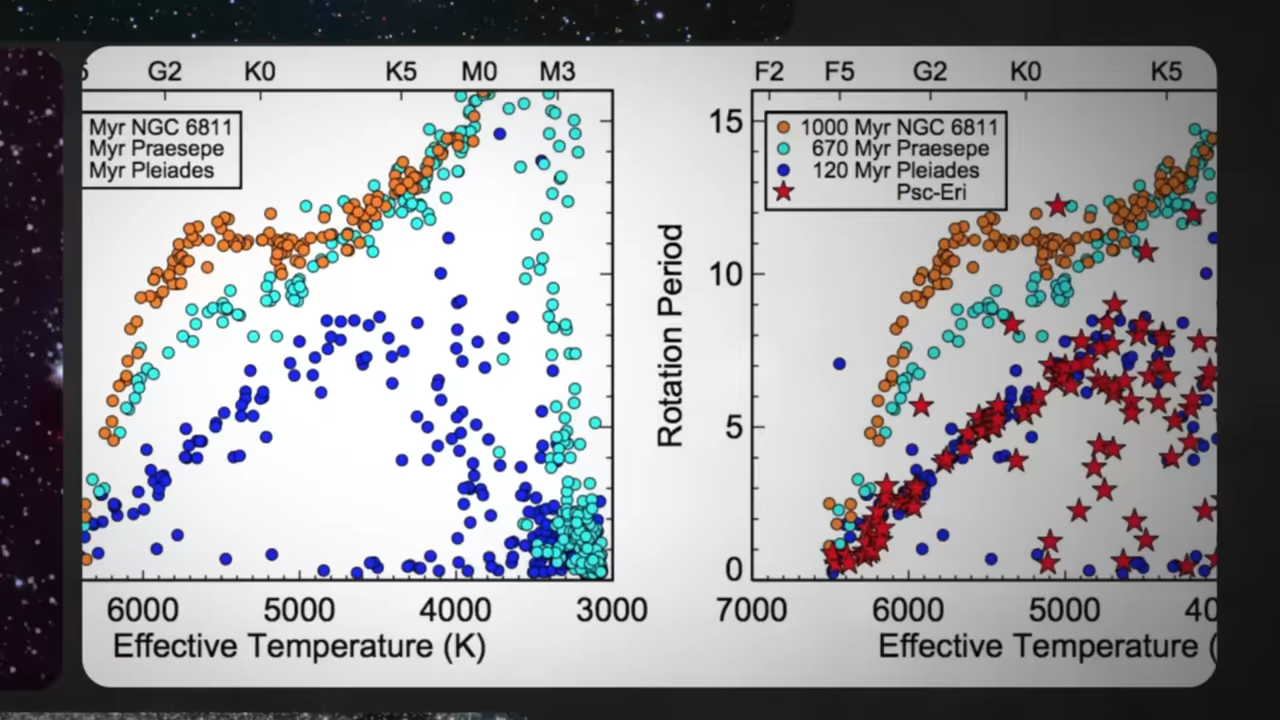 5 G2 K0 K5 M0 M3
Myr NGC 6811
Myr Praesepe
Myr Pleiades
6000 5000 4000 3000
Effective Temperature (K)
F2 F5 G2 K0 K5
15
10
5
0
Rotation Period
1000 Myr NGC 6811
670 Myr Praesepe
120 Myr Pleiades
Psc-Eri
7000 6000 5000 40
Effective Temperature (